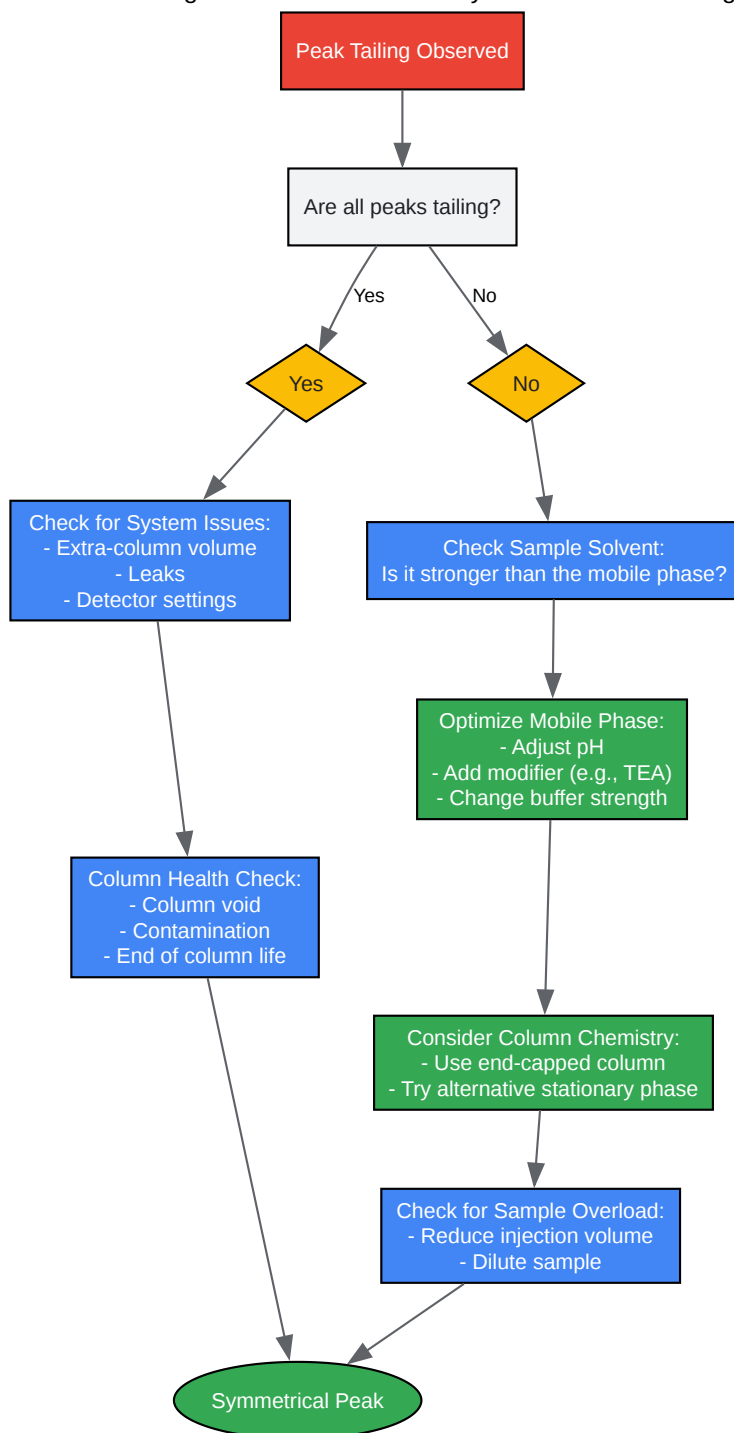 Peak Tailing Observed
Are all peaks tailing?
Yes
No
Yes
No
Check for System Issues:
- Extra-column volume
- Leaks
- Detector settings
Check Sample Solvent:
Is it stronger than the mobile phase?
Optimize Mobile Phase:
- Adjust pH
- Add modifier (e.g., TEA)
- Change buffer strength
Column Health Check:
- Column void
- Contamination
- End of column life
Consider Column Chemistry:
- Use end-capped column
- Try alternative stationary phase
Check for Sample Overload:
- Reduce injection volume
- Dilute sample
Symmetrical Peak